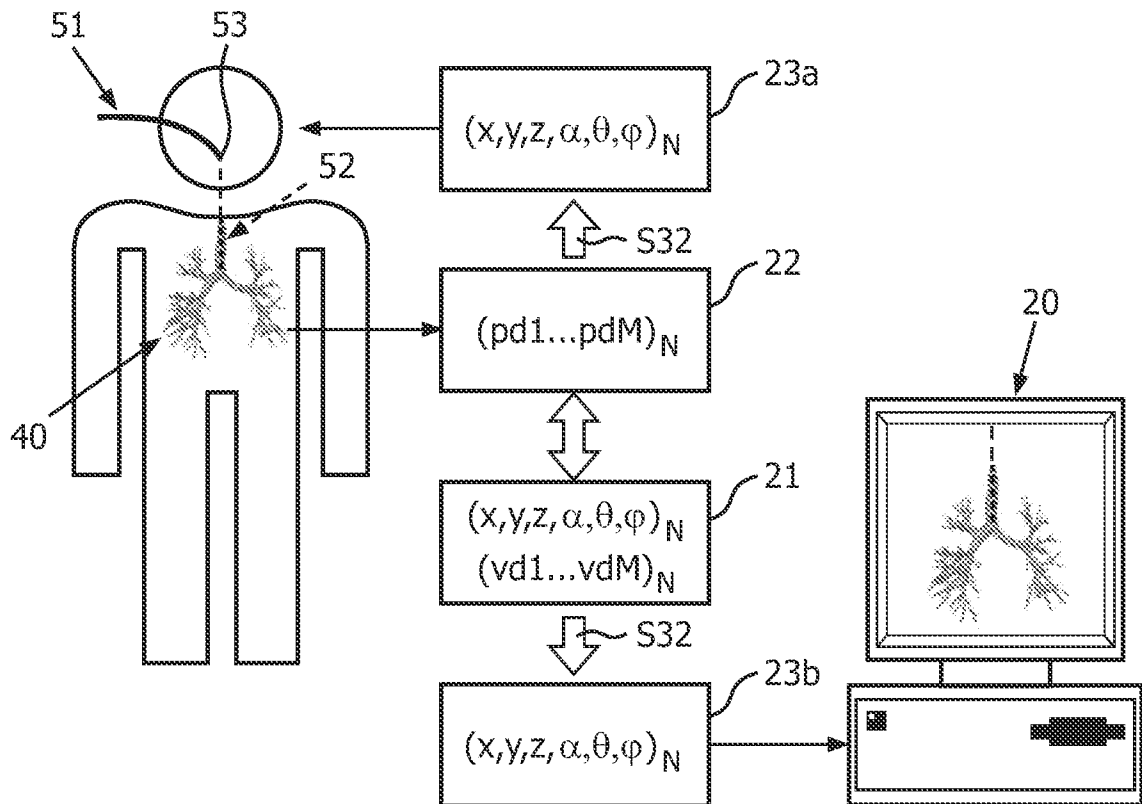 51
53
23a
(x,y,z,α,θ,φ)N
52
S32
22
(pd1...pdM)N
20
40
21
(x,y,z,α,θ,φ)N
(vd1...vdM)N
S32
23b
(x,y,z,α,θ,φ)N